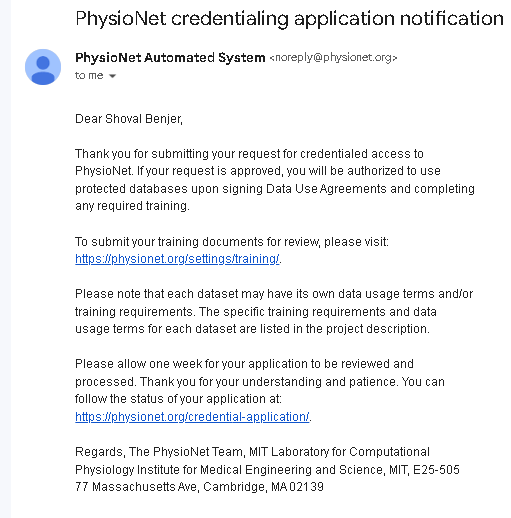 PhysioNet credentialing application notification
PhysioNet Automated System <noreply@physionet.org>
to me
Dear Shoval Benjer,
Thank you for submitting your request for credentialed access to
PhysioNet. If your request is approved, you will be authorized to use
protected databases upon signing Data Use Agreements and completing
any required training.
To submit your training documents for review, please visit:
https://physionet.org/settings/training/.
Please note that each dataset may have its own data usage terms and/or
training requirements. The specific training requirements and data
usage terms for each dataset are listed in the project description.
Please allow one week for your application to be reviewed and
processed. Thank you for your understanding and patience. You can
follow the status of your application at:
https://physionet.org/credential-application/.
Regards, The PhysioNet Team, MIT Laboratory for Computational
Physiology Institute for Medical Engineering and Science, MIT, E25-505
77 Massachusetts Ave, Cambridge, MA 02139